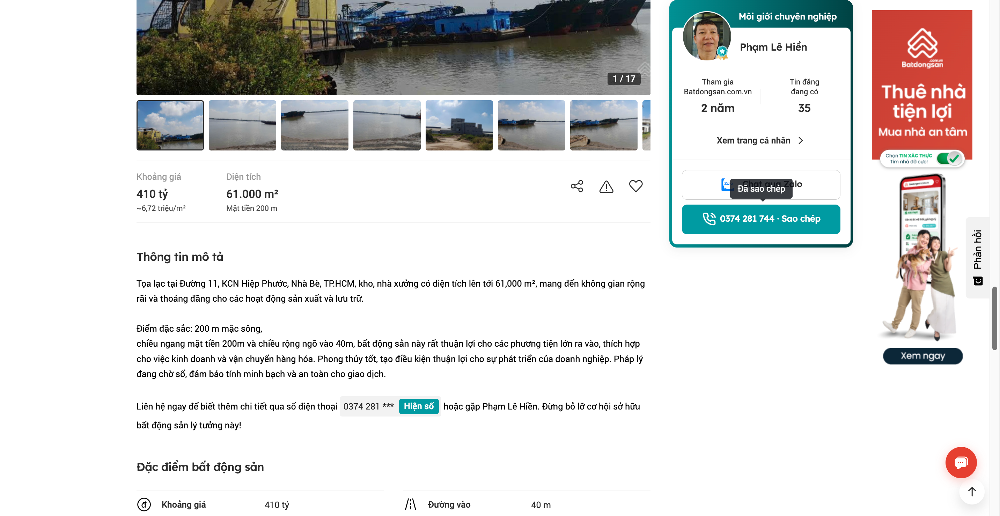 1 / 17
Khoảng giá
410 tỷ
~6,72 triệu/m²
Diện tích
61.000 m²
Mặt tiền 200 m
Thông tin mô tả
Tọa lạc tại Đường 11, KCN Hiệp Phước, Nhà Bè, TP.HCM, kho, nhà xưởng có diện tích lên tới 61,000 m², mang đến không gian rộng
rãi và thoáng đãng cho các hoạt động sản xuất và lưu trữ.
Điểm đặc sắc: 200 m mặc sông,
chiều ngang mặt tiền 200m và chiều rộng ngõ vào 40m, bất động sản này rất thuận lợi cho các phương tiện lớn ra vào, thích hợp
cho việc kinh doanh và vận chuyển hàng hóa. Phong thủy tốt, tạo điều kiện thuận lợi cho sự phát triển của doanh nghiệp. Pháp lý
đang chờ sổ, đảm bảo tính minh bạch và an toàn cho giao dịch.
Liên hệ ngay để biết thêm chi tiết qua số điện thoại 0374 281 *** Hiện số hoặc gặp Phạm Lê Hiền. Đừng bỏ lỡ cơ hội sở hữu
bất động sản lý tưởng này!
Đặc điểm bất động sản
Khoảng giá 410 tỷ
Đường vào 40 m
Môi giới chuyên nghiệp
Phạm Lê Hiền
Tham gia
Batdongsan.com.vn
2 năm
Tin đăng
đang có
35
Xem trang cá nhân
Chat qua Zalo
Đã sao chép
0374 281 744 · Sao chép
Batdongsan
.com.vn
Thuê nhà
tiện lợi
Mua nhà an tâm
Chọn TIN XÁC THỰC
Tìm nhà đỡ cực!
Xem ngay
Phản hồi